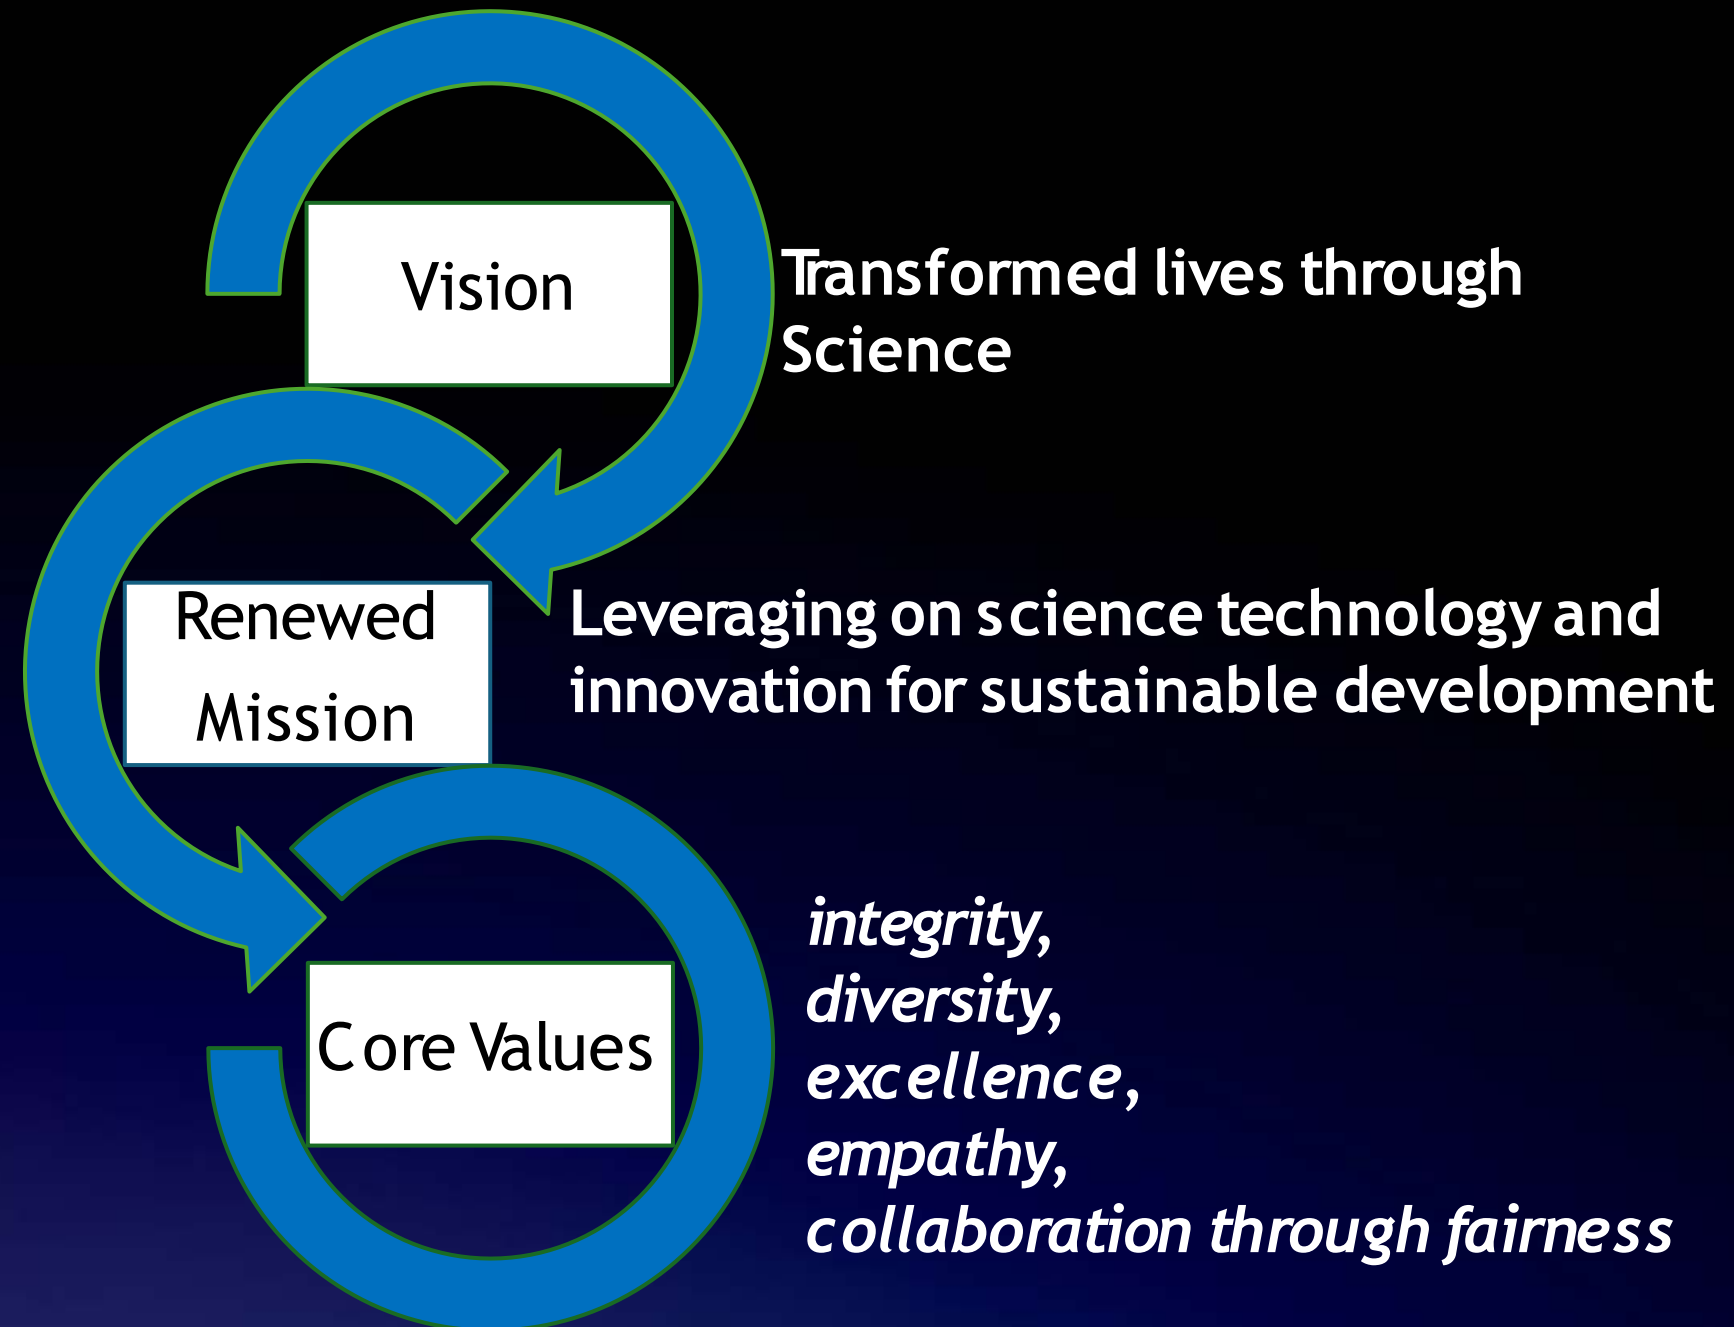 Vision
Transformed lives through
Science
Renewed
Mission
Leveraging on science technology and
innovation for sustainable development
Core Values
integrity,
diversity,
excellence,
empathy,
collaboration through fairness